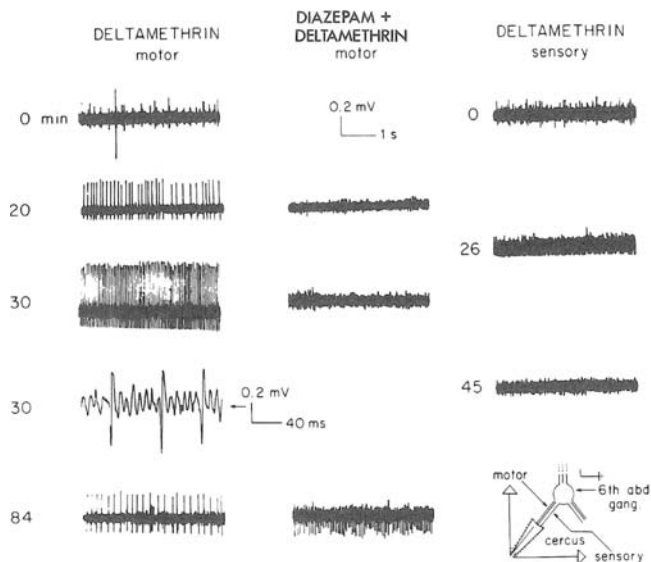 DELTAMETHRIN
motor
DIAZEPAM +
DELTAMETHRIN
motor
DELTAMETHRIN
sensory
0 min
0.2 mV
1 s
0
20
26
30
30
0.2 mV
40 ms
45
84
motor
6th abd
gang.
cercus
sensory